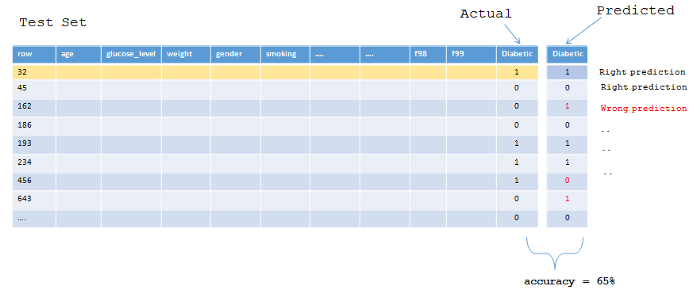 Test Set
Actual
Predicted
row age glucose_level weight gender smoking .... .... f98 f99 Diabetic Diabetic
32 1 1 Right prediction
45 0 0 Right prediction
162 0 1 Wrong prediction
186 0 0 ..
193 1 1 ..
234 1 1 ..
456 1 0
643 0 1
.... 0 0
accuracy = 65%